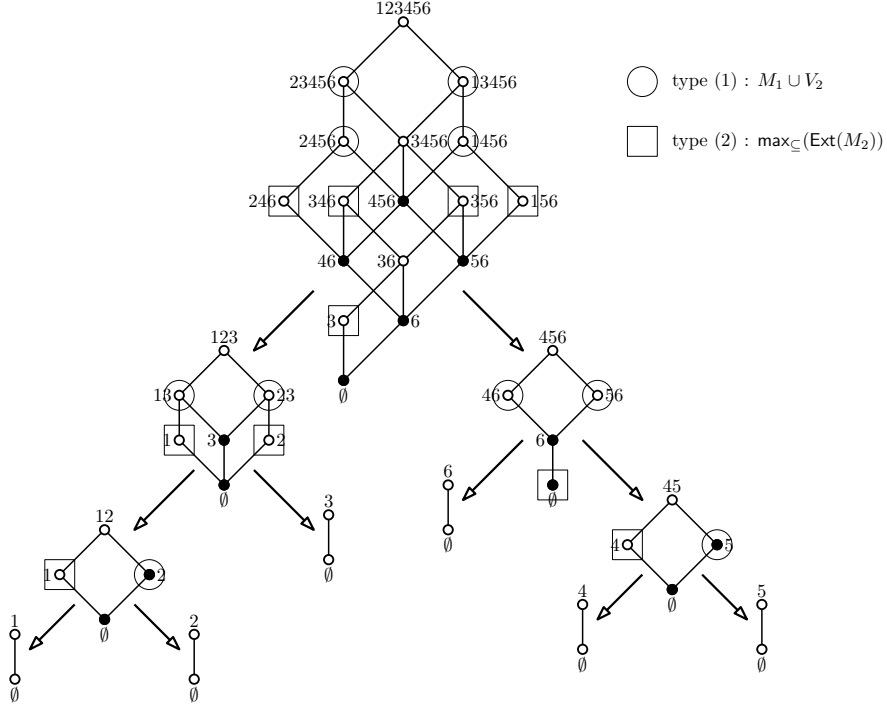 123456
23456 13456
type (1) : M₁ ∪ V₂
2456 3456 1456
type (2) : max⊆(Ext(M₂))
246 346 456 356 156
46 36 56
3 6
123 456
∅
13 23 46 56
1 3 2 6
6
∅ ∅
3 45
12
4 5
∅ ∅
1 2
4 5
∅
∅
1 2
∅ ∅
∅ ∅